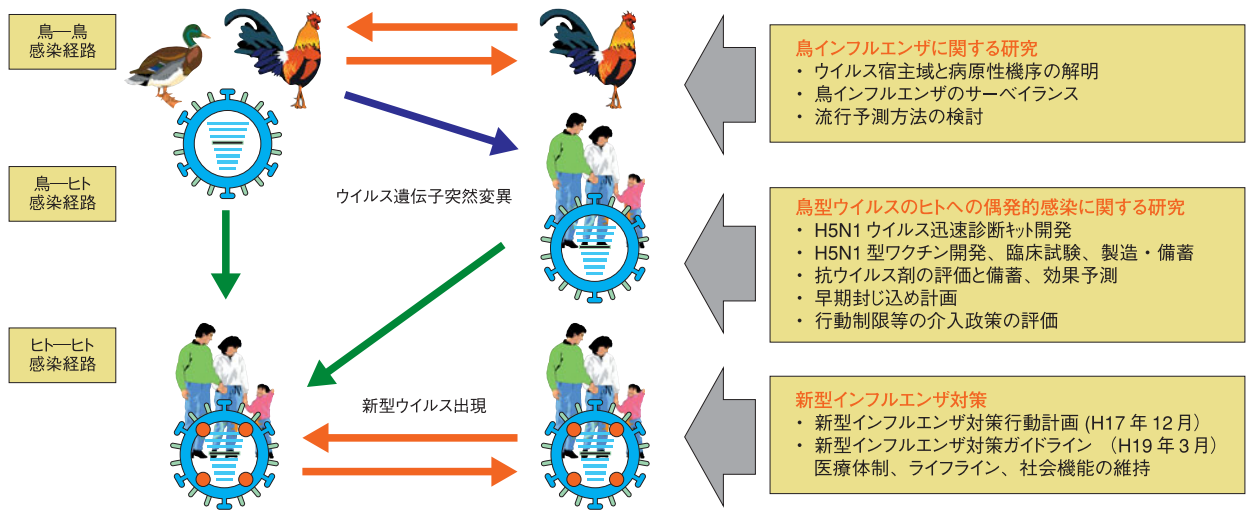 鳥―鳥
感染経路
鳥インフルエンザに関する研究
・ ウイルス宿主域と病原性機序の解明
・ 鳥インフルエンザのサーベイランス
・ 流行予測方法の検討
鳥―ヒト
感染経路
ウイルス遺伝子突然変異
鳥型ウイルスのヒトへの偶発的感染に関する研究
・ H5N1 ウイルス迅速診断キット開発
・ H5N1 型ワクチン開発、臨床試験、製造・備蓄
・ 抗ウイルス剤の評価と備蓄、効果予測
・ 早期封じ込め計画
・ 行動制限等の介入政策の評価
ヒト―ヒト
感染経路
新型ウイルス出現
新型インフルエンザ対策
・ 新型インフルエンザ対策行動計画 (H17 年 12 月)
・ 新型インフルエンザ対策ガイドライン (H19 年 3 月)
医療体制、ライフライン、社会機能の維持